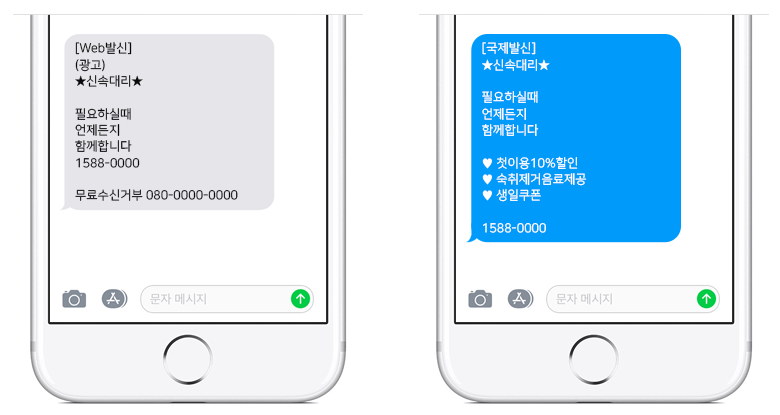 [Web발신]
(광고)
★신속대리★
필요하실때
언제든지
함께합니다
1588-0000
무료수신거부 080-0000-0000
문자 메시지
[국제발신]
★신속대리★
필요하실때
언제든지
함께합니다
♥ 첫이용10%할인
♥ 숙취제거음료제공
♥ 생일쿠폰
1588-0000
문자 메시지